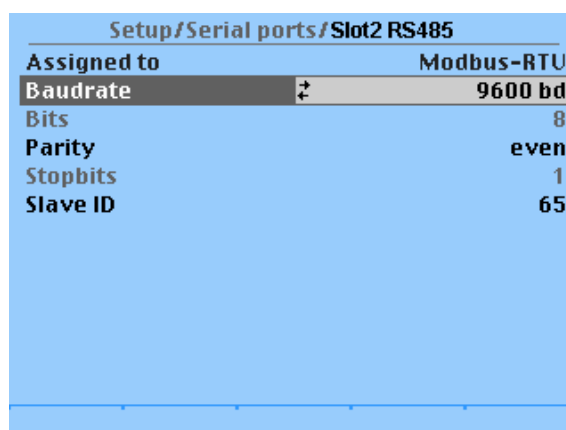 Setup/Serial ports/Slot2 RS485
Assigned to Modbus-RTU
Baudrate 9600 bd
Bits 8
Parity even
Stopbits 1
Slave ID 65